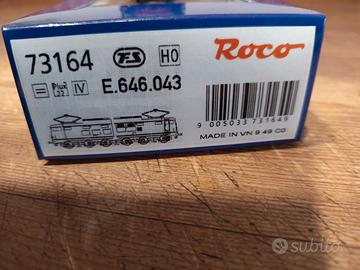 73164 FS H0 Roco
= Plux 22 IV E.646.043
9 005033 731649
MADE IN VN 9 49 CG
subito